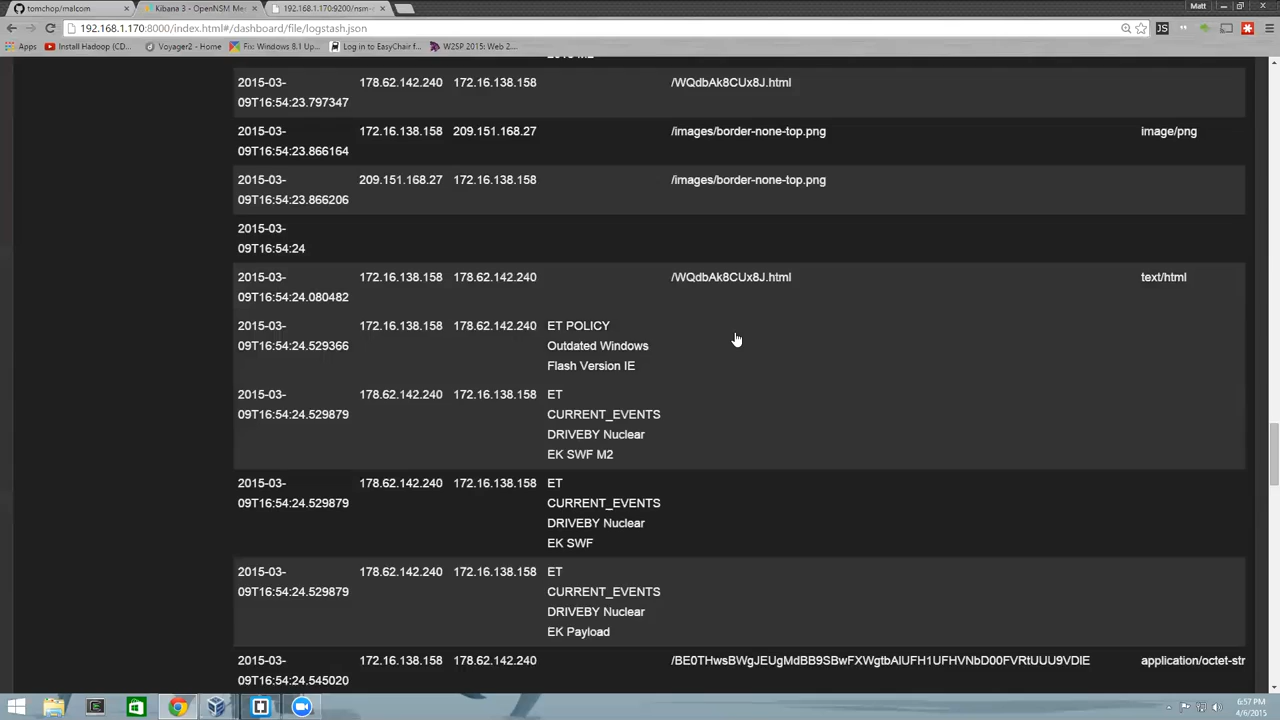 tomchop/malcom
Kibana 3 - OpenNSM Me
192.168.1.170:9200/nsm-
Matt
192.168.1.170:8000/index.html#/dashboard/file/logstash.json
JS
Apps
Install Hadoop (CD...
Voyager2 - Home
Fix: Windows 8.1 Up...
Log in to EasyChair f...
W2SP 2015: Web 2...
2015-03-
178.62.142.240
172.16.138.158
/WQdbAk8CUx8J.html
09T16:54:23.797347
2015-03-
172.16.138.158
209.151.168.27
/images/border-none-top.png
image/png
09T16:54:23.866164
2015-03-
209.151.168.27
172.16.138.158
/images/border-none-top.png
09T16:54:23.866206
2015-03-
09T16:54:24
2015-03-
172.16.138.158
178.62.142.240
/WQdbAk8CUx8J.html
text/html
09T16:54:24.080482
2015-03-
172.16.138.158
178.62.142.240
ET POLICY
09T16:54:24.529366
Outdated Windows
Flash Version IE
2015-03-
178.62.142.240
172.16.138.158
ET
09T16:54:24.529879
CURRENT_EVENTS
DRIVEBY Nuclear
EK SWF M2
2015-03-
178.62.142.240
172.16.138.158
ET
09T16:54:24.529879
CURRENT_EVENTS
DRIVEBY Nuclear
EK SWF
2015-03-
178.62.142.240
172.16.138.158
ET
09T16:54:24.529879
CURRENT_EVENTS
DRIVEBY Nuclear
EK Payload
2015-03-
172.16.138.158
178.62.142.240
application/octet-str
09T16:54:24.545020
6:57 PM
4/6/2015